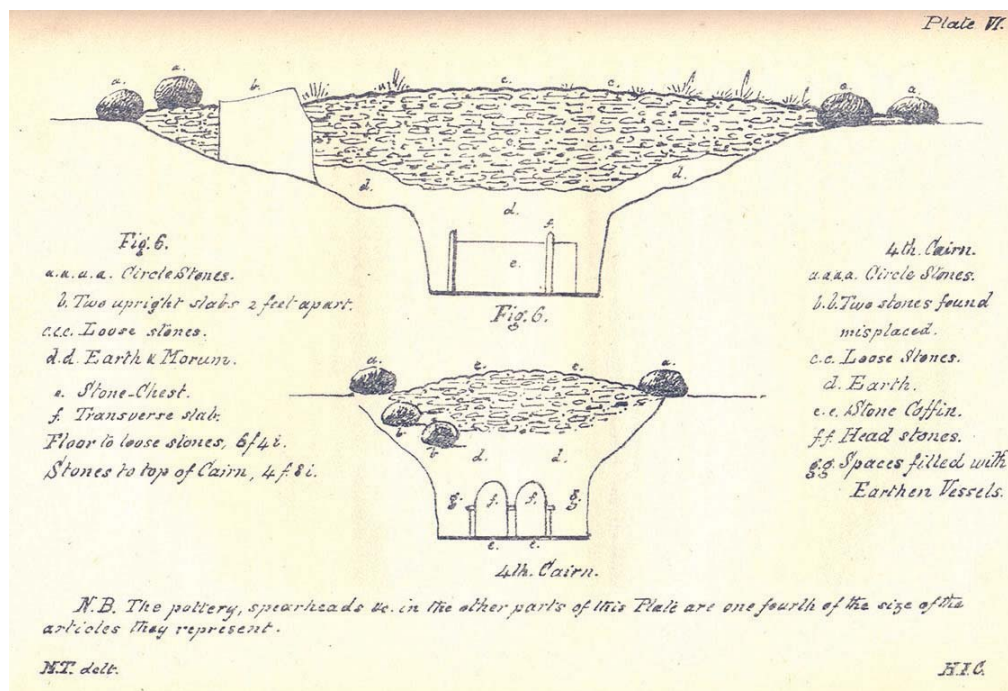 Plate VI.
a. a. b. c. c. a. a.
c.
d. d.
d. f.
e.
Fig. 6.
Fig. 6.
a.a.a.a. Circle Stones.
b. Two upright slabs 2 feet apart.
c.c.c. Loose stones.
d.d. Earth & Morum.
e. Stone-Chest.
f. Transverse slab.
Floor to loose stones, 6f 4i.
Stones to top of Cairn, 4f. 8i.
a. c. c. a.
b.
b.
d. d.
g. f. f. g.
e. e.
4th. Cairn.
4th. Cairn.
a.a.a.a. Circle Stones.
b.b. Two stones found
misplaced.
c.c. Loose Stones.
d. Earth.
e.e. Stone Coffin.
f.f. Head stones.
g.g. Spaces filled with
Earthen Vessels.
N.B. The pottery, spearheads &c. in the other parts of this Plate are one fourth of the size of the
articles they represent.
M.T. delt.
H.I.C.